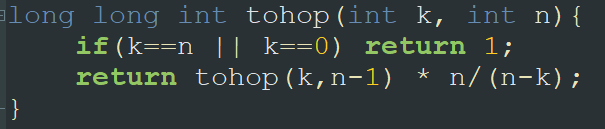 long long int tohop(int k, int n){
    if(k==n || k==0) return 1;
    return tohop(k,n-1) * n/(n-k);
}